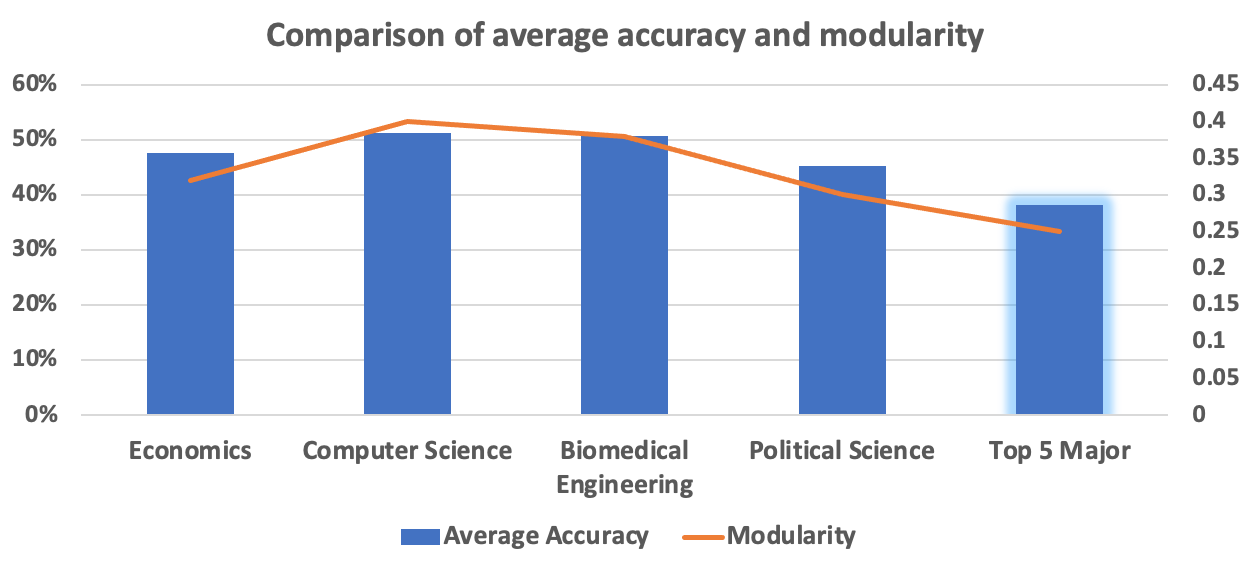 Comparison of average accuracy and modularity
60%
50%
40%
30%
20%
10%
0%
0.45
0.4
0.35
0.3
0.25
0.2
0.15
0.1
0.05
0
Economics
Computer Science
Biomedical
Engineering
Political Science
Top 5 Major
Average Accuracy
Modularity